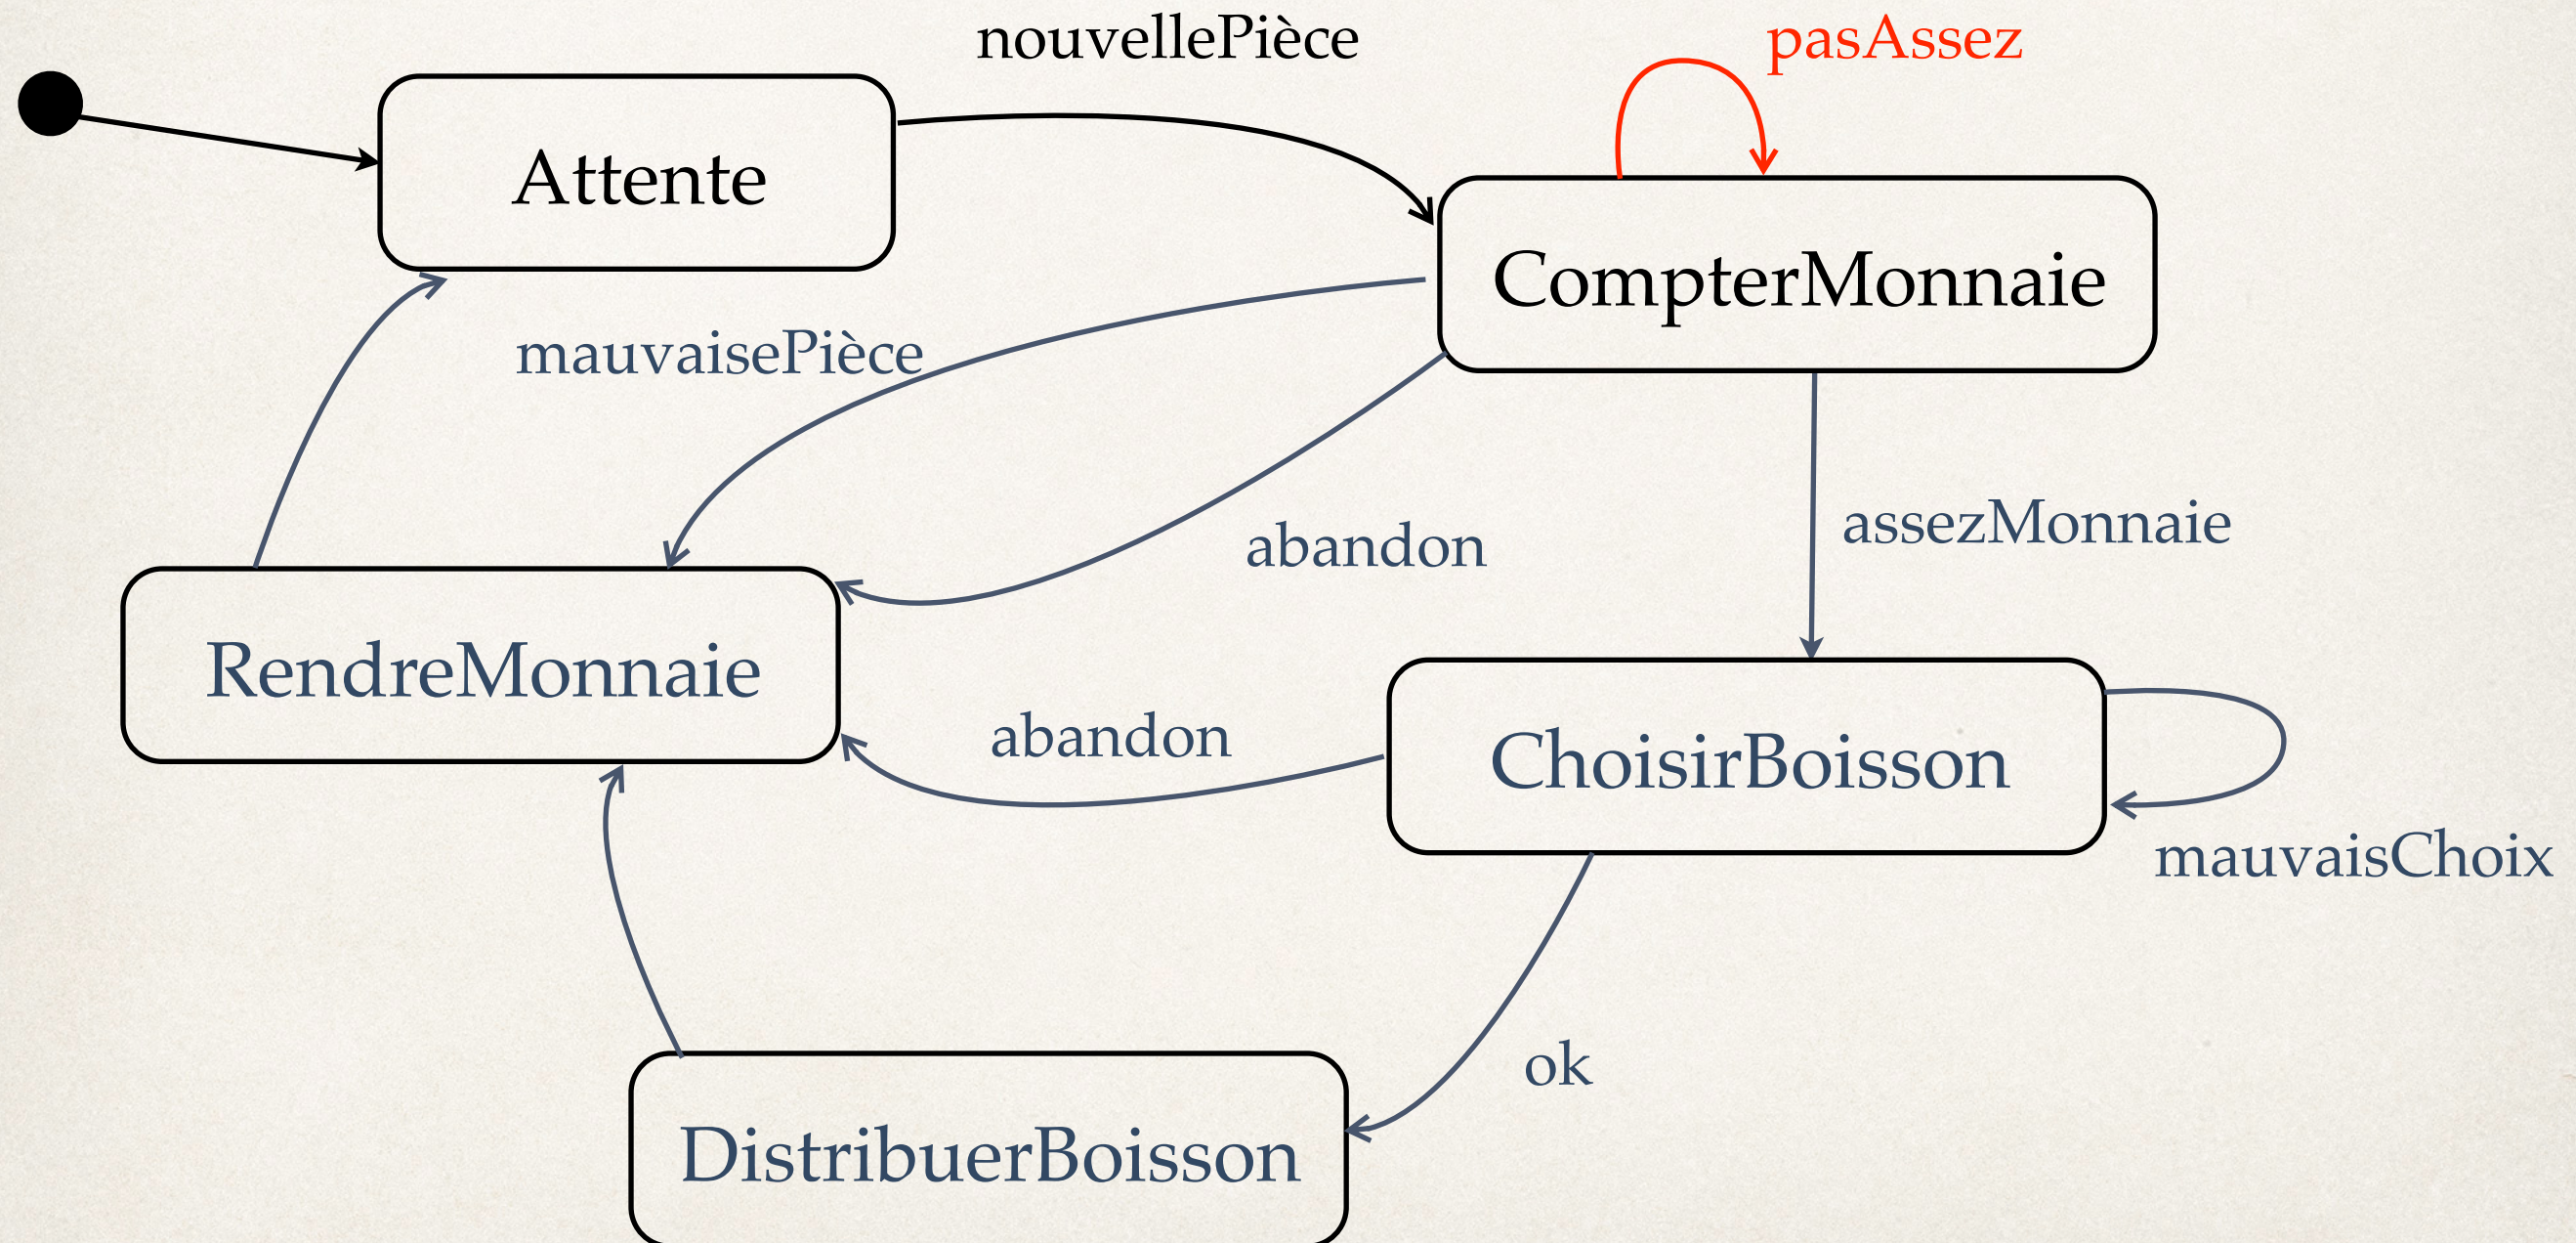 nouvellePièce
pasAssez
Attente
CompterMonnaie
mauvaisePièce
assezMonnaie
abandon
RendreMonnaie
abandon
ChoisirBoisson
mauvaisChoix
ok
DistribuerBoisson